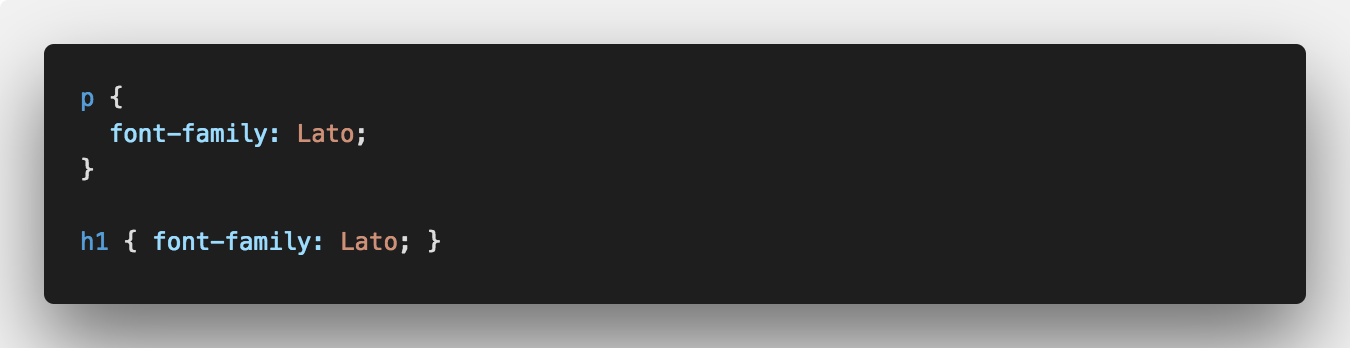 p {
  font-family: Lato;
}

h1 { font-family: Lato; }